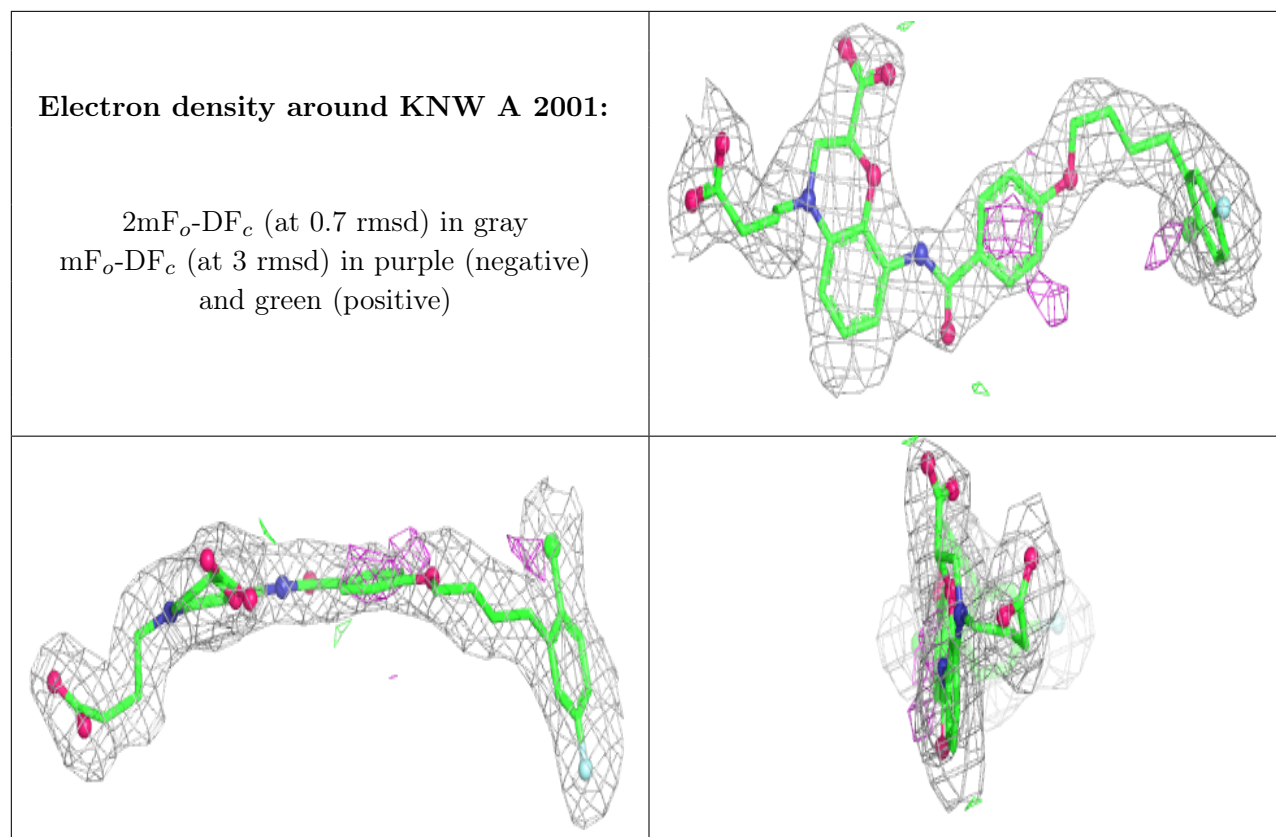 Electron density around KNW A 2001:
2mFo-DFc (at 0.7 rmsd) in gray
mFo-DFc (at 3 rmsd) in purple (negative)
and green (positive)